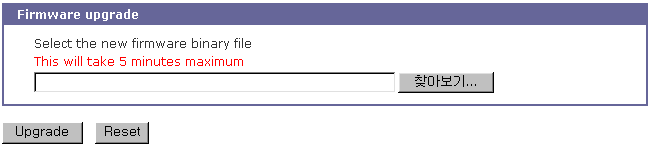 Firmware upgrade
Select the new firmware binary file
This will take 5 minutes maximum
찾아보기...
Upgrade Reset